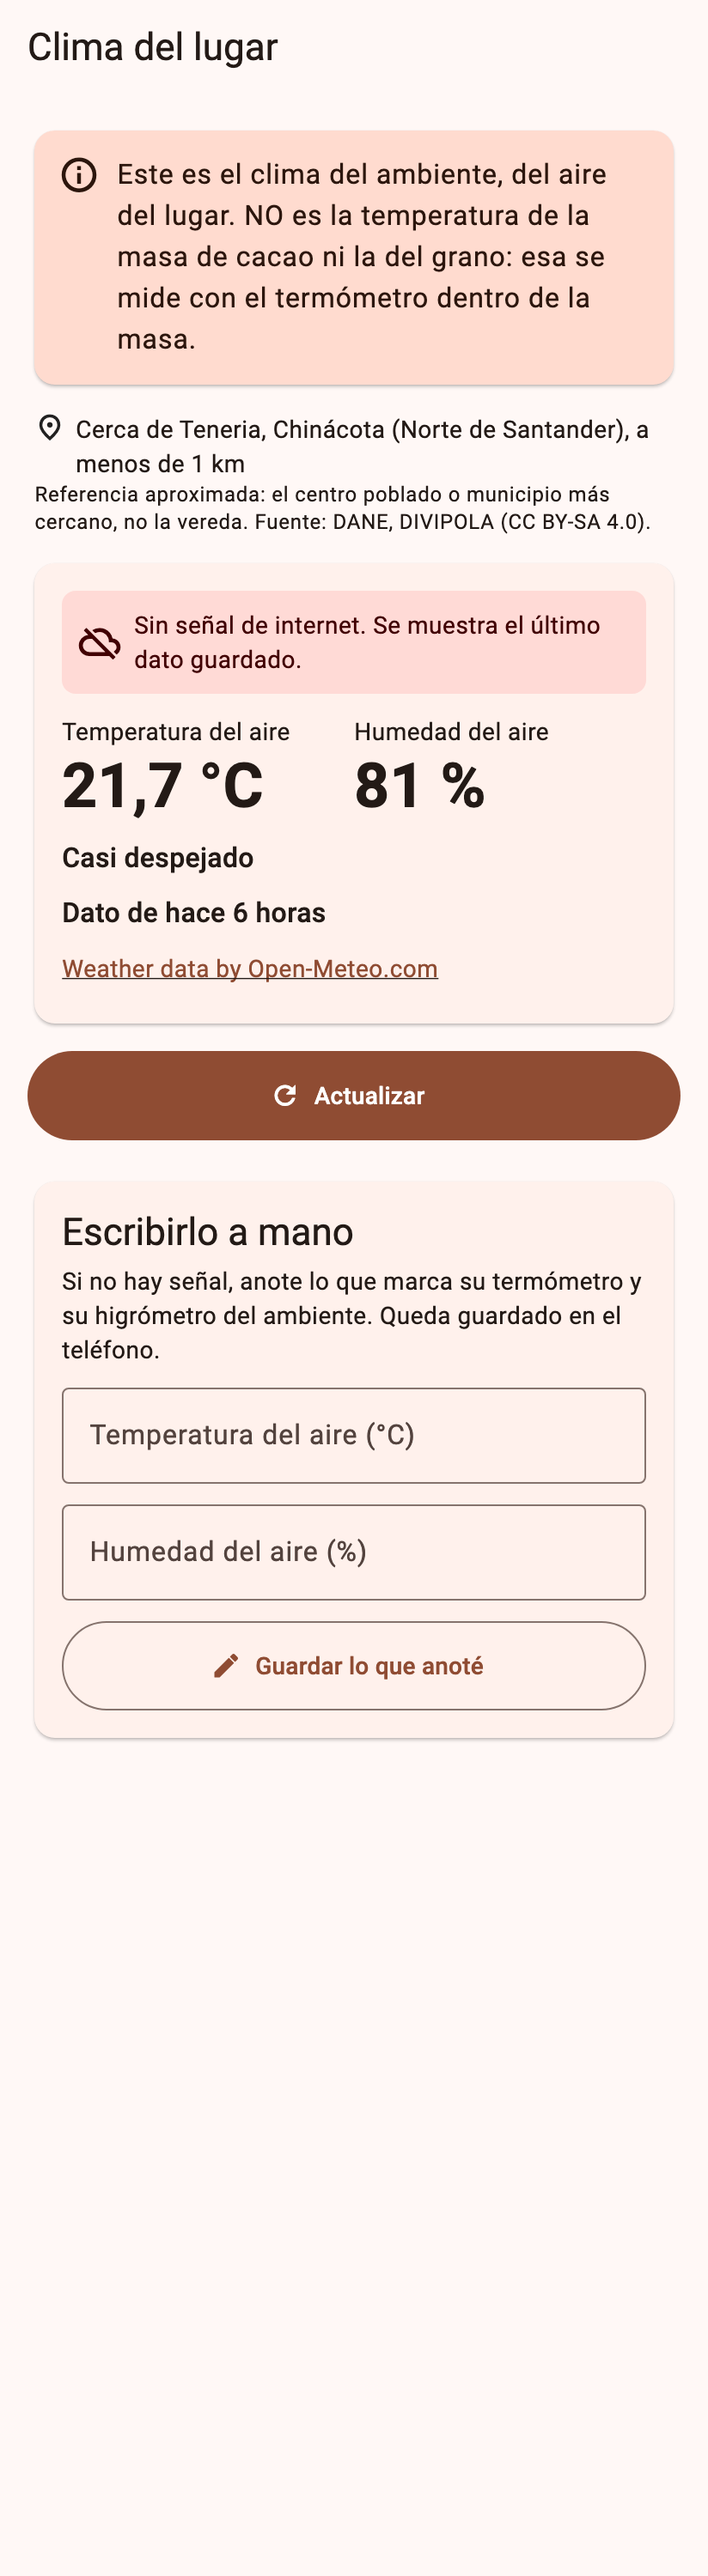 Clima del lugar
Este es el clima del ambiente, del aire
del lugar. NO es la temperatura de la
masa de cacao ni la del grano: esa se
mide con el termómetro dentro de la
masa.
Cerca de Teneria, Chinácota (Norte de Santander), a
menos de 1 km
Referencia aproximada: el centro poblado o municipio más
cercano, no la vereda. Fuente: DANE, DIVIPOLA (CC BY-SA 4.0).
Sin señal de internet. Se muestra el último
dato guardado.
Temperatura del aire
21,7 °C
Humedad del aire
81 %
Casi despejado
Dato de hace 6 horas
Weather data by Open-Meteo.com
Actualizar
Escribirlo a mano
Si no hay señal, anote lo que marca su termómetro y
su higrómetro del ambiente. Queda guardado en el
teléfono.
Temperatura del aire (°C)
Humedad del aire (%)
Guardar lo que anoté